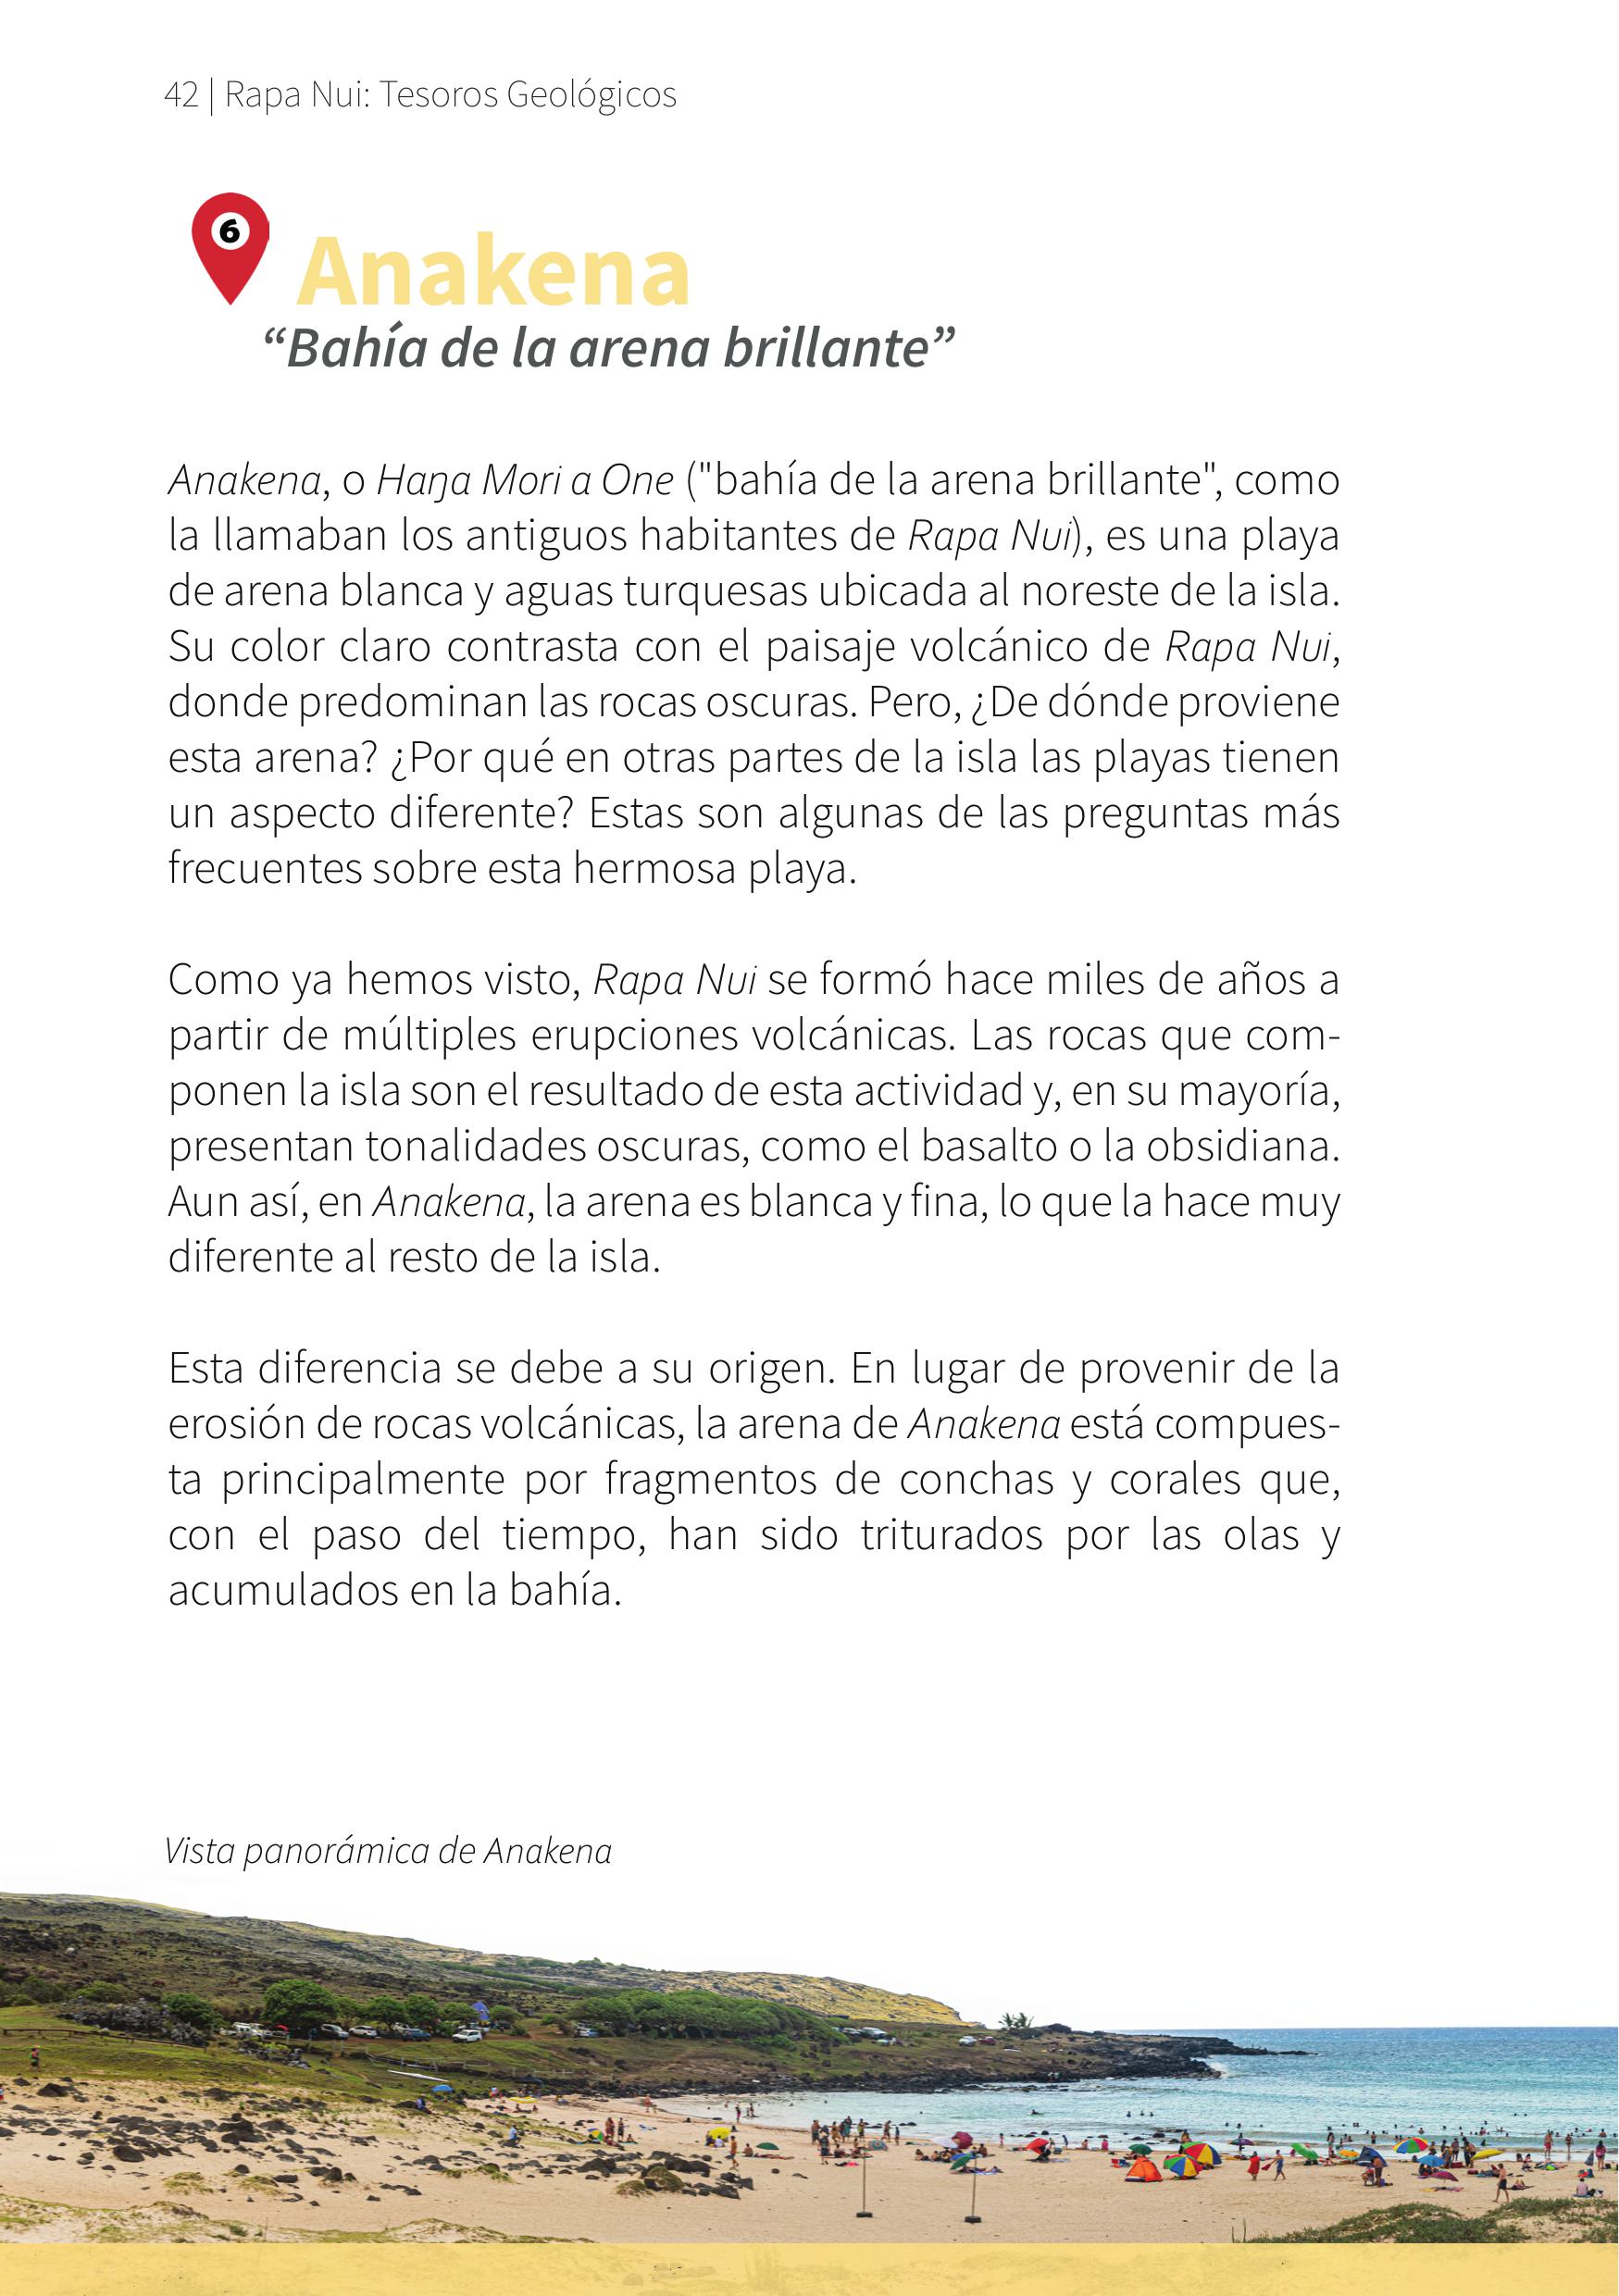 42 | Rapa Nui: Tesoros Geológicos
6
Anakena
“Bahía de la arena brillante”
Anakena, o Haŋa Mori a One ("bahía de la arena brillante", como
la llamaban los antiguos habitantes de Rapa Nui), es una playa
de arena blanca y aguas turquesas ubicada al noreste de la isla.
Su color claro contrasta con el paisaje volcánico de Rapa Nui,
donde predominan las rocas oscuras. Pero, ¿De dónde proviene
esta arena? ¿Por qué en otras partes de la isla las playas tienen
un aspecto diferente? Estas son algunas de las preguntas más
frecuentes sobre esta hermosa playa.
Como ya hemos visto, Rapa Nui se formó hace miles de años a
partir de múltiples erupciones volcánicas. Las rocas que com-
ponen la isla son el resultado de esta actividad y, en su mayoría,
presentan tonalidades oscuras, como el basalto o la obsidiana.
Aun así, en Anakena, la arena es blanca y fina, lo que la hace muy
diferente al resto de la isla.
Esta diferencia se debe a su origen. En lugar de provenir de la
erosión de rocas volcánicas, la arena de Anakena está compues-
ta principalmente por fragmentos de conchas y corales que,
con el paso del tiempo, han sido triturados por las olas y
acumulados en la bahía.
Vista panorámica de Anakena